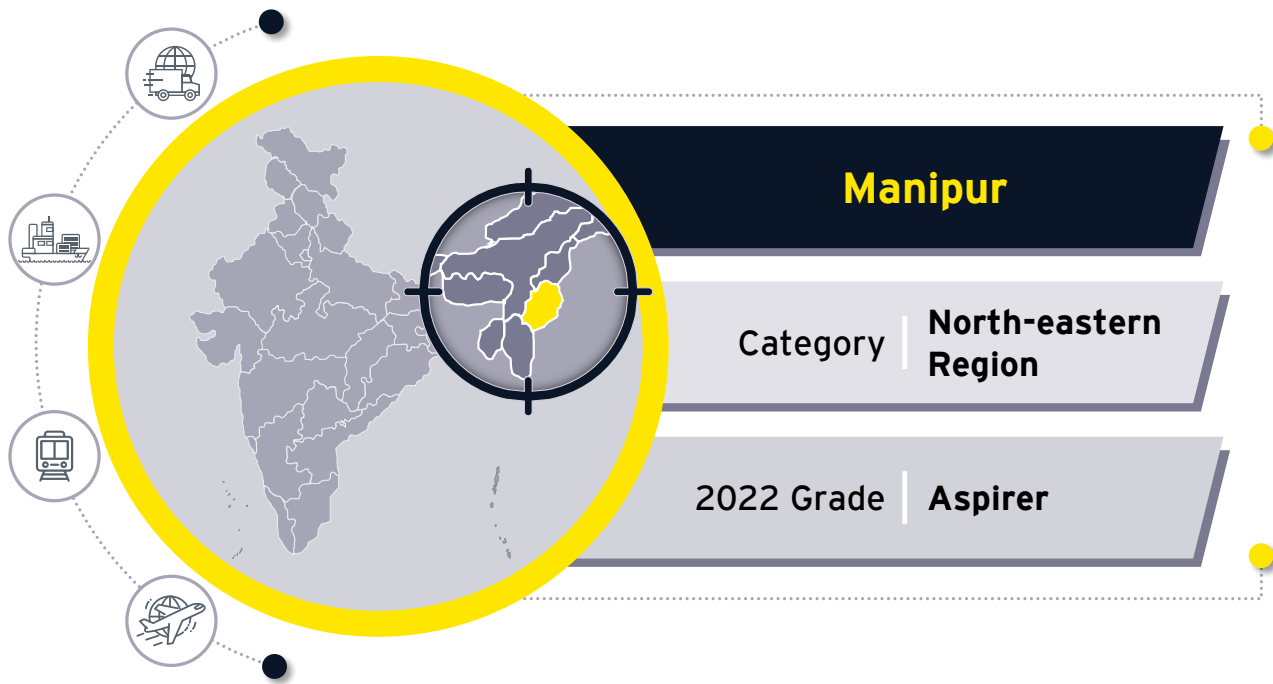 Manipur
Category
North-eastern
Region
2022 Grade
Aspirer